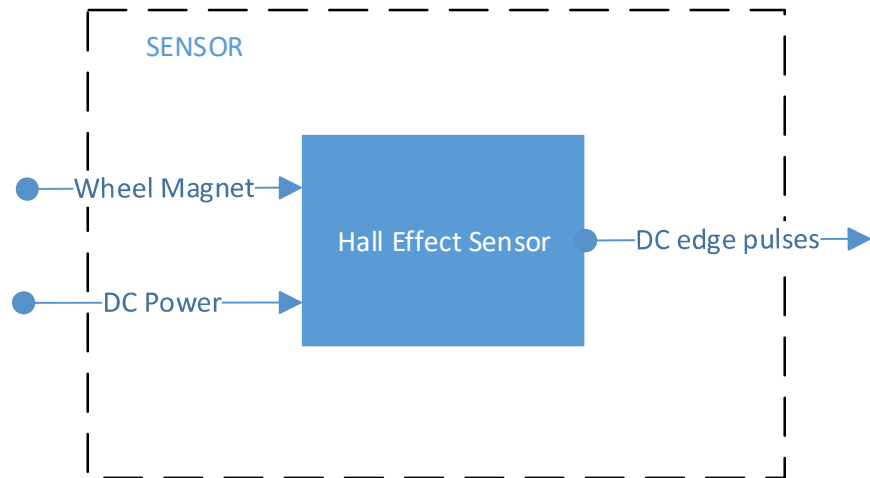 SENSOR
Wheel Magnet
Hall Effect Sensor
DC edge pulses
DC Power